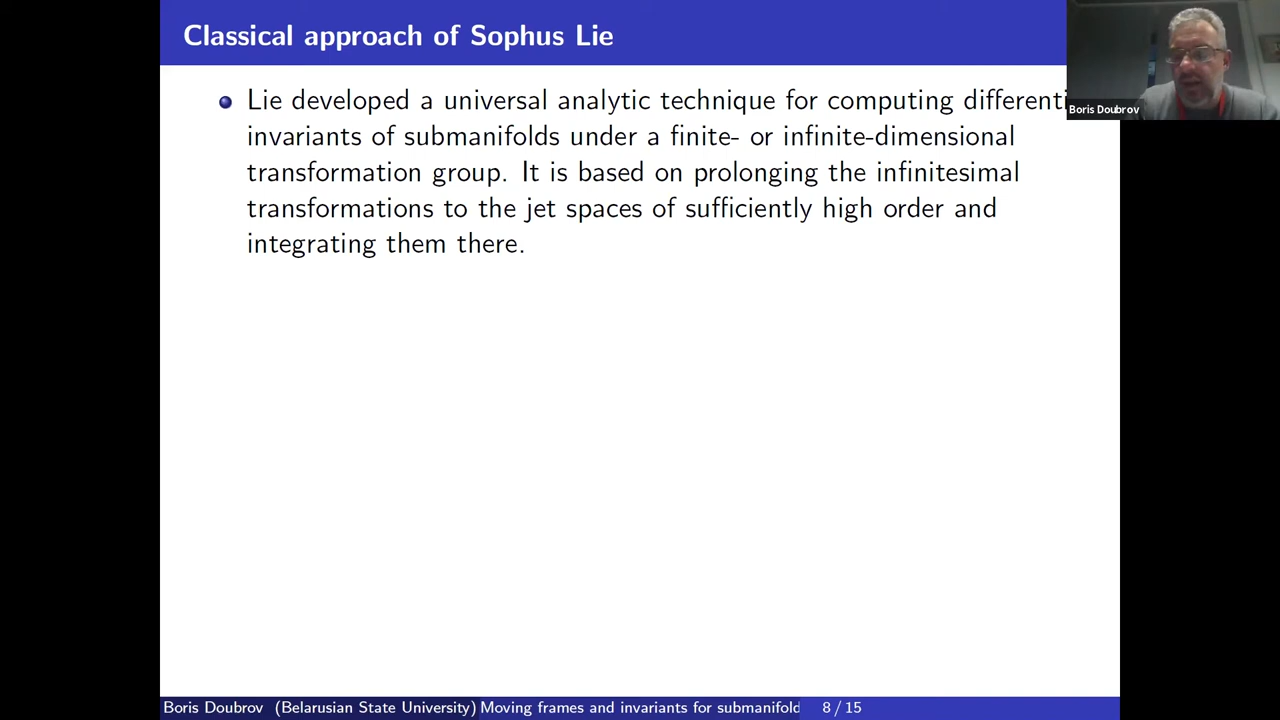 Classical approach of Sophus Lie
Boris Doubrov
Lie developed a universal analytic technique for computing differenti
invariants of submanifolds under a finite- or infinite-dimensional
transformation group. It is based on prolonging the infinitesimal
transformations to the jet spaces of sufficiently high order and
integrating them there.
Boris Doubrov (Belarusian State University) Moving frames and invariants for submanifold 8 / 15